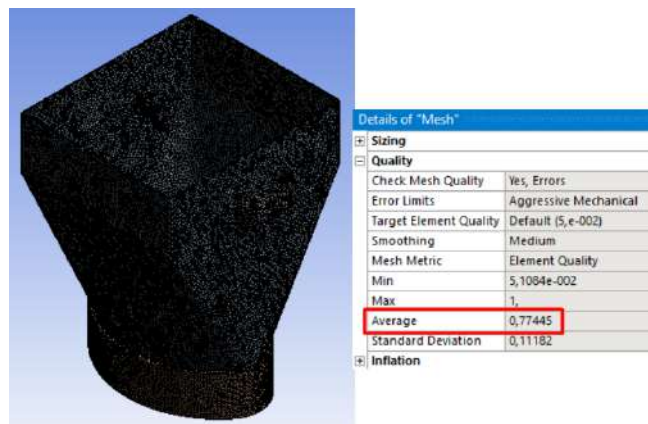 Details of "Mesh"
Sizing
Quality
Check Mesh Quality Yes, Errors
Error Limits Aggressive Mechanical
Target Element Quality Default (5,e-002)
Smoothing Medium
Mesh Metric Element Quality
Min 5,1084e-002
Max 1,
Average 0,77445
Standard Deviation 0,11182
Inflation